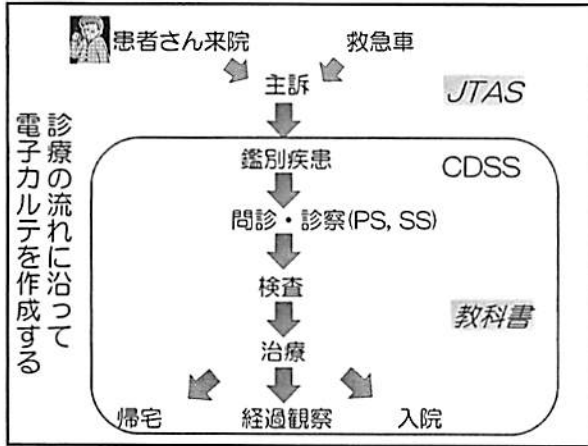 患者さん来院
救急車
主訴
JTAS
診療の流れに沿って
電子カルテを作成する
鑑別疾患
CDSS
問診・診察(PS, SS)
検査
教科書
治療
帰宅
経過観察
入院